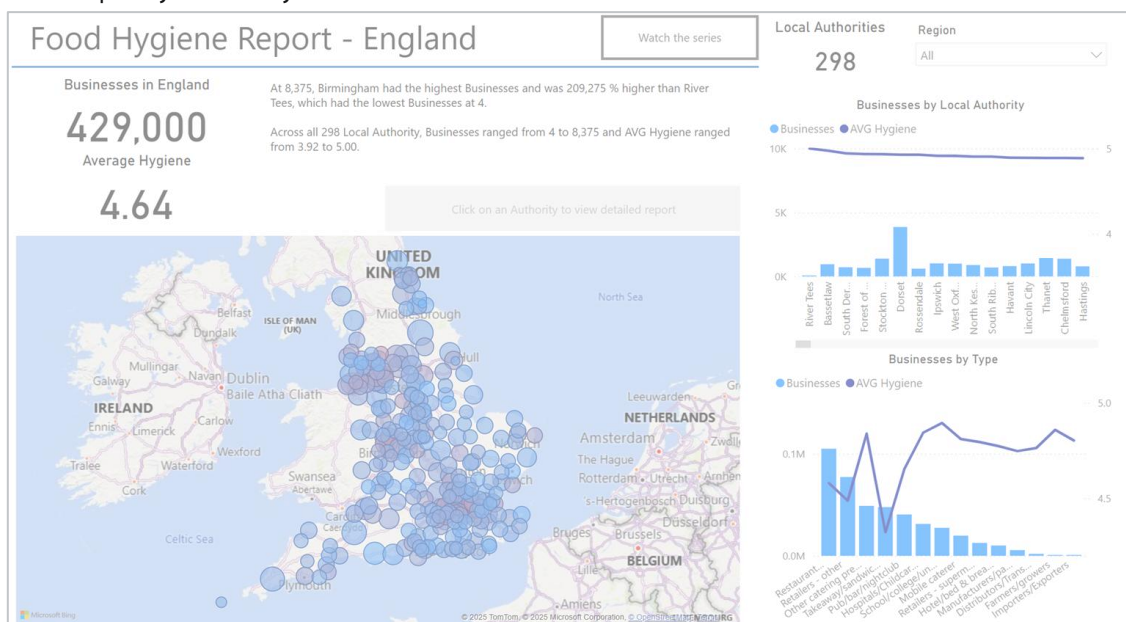 Food Hygiene Report - England
Watch the series
Local Authorities
298
Region
All
Businesses in England
429,000
Average Hygiene
4.64
At 8,375, Birmingham had the highest Businesses and was 209,275 % higher than River
Tees, which had the lowest Businesses at 4.
Across all 298 Local Authority, Businesses ranged from 4 to 8,375 and AVG Hygiene ranged
from 3.92 to 5.00.
Click on an Authority to view detailed report
Businesses by Local Authority
Businesses AVG Hygiene
10K
5
5K
4
0K
River Tees
Bassetlaw
South Der...
Forest of ...
Stockton ...
Dorset
Rossendale
Ipswich
West Oxf...
North Kes...
South Rib...
Havant
Lincoln City
Thanet
Chelmsford
Hastings
Businesses by Type
Businesses AVG Hygiene
5.0
0.1M
4.5
0.0M
Restaurant...
Retailers - other
Other catering pre...
Takeaway/sandwic...
Pub/bar/nightclub
Hospitals/Childcar...
School/college/un...
Mobile caterer
Retailers - superm...
Hotel/bed & brea...
Manufacturers/pa...
Distributors/Trans...
Farmers/growers
Importers/Exporters
UNITED
KINGDOM
North Sea
Belfast
ISLE OF MAN
(UK)
Middlesbrough
Dundalk
Mullingar
Navan
Hull
Galway
Dublin
Baile Atha Cliath
Leeuwarden
IRELAND
Carlow
NETHERLANDS
Ennis
Limerick
Wexford
Amsterdam
Tralee
Waterford
The Hague
Cork
Swansea
Abertawe
Rotterdam
Utrecht
Arnhem
's-Hertogenbosch
Duisburg
Düsseldorf
Bruges
Brussels
Celtic Sea
Lille
BELGIUM
Plymouth
Amiens
Microsoft Bing
© 2025 TomTom, © 2025 Microsoft Corporation, © OpenStreetMap